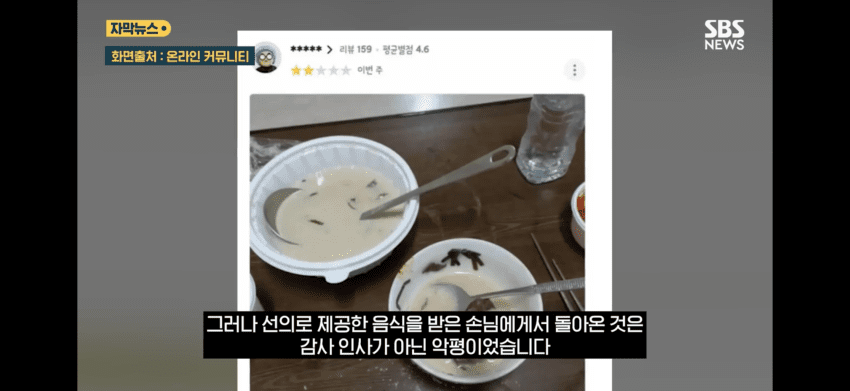 자막뉴스
SBS
NEWS
화면출처 : 온라인 커뮤니티
***** > 리뷰 159 · 평균별점 4.6
이번 주
그러나 선의로 제공한 음식을 받은 손님에게서 돌아온 것은
감사 인사가 아닌 악평이었습니다